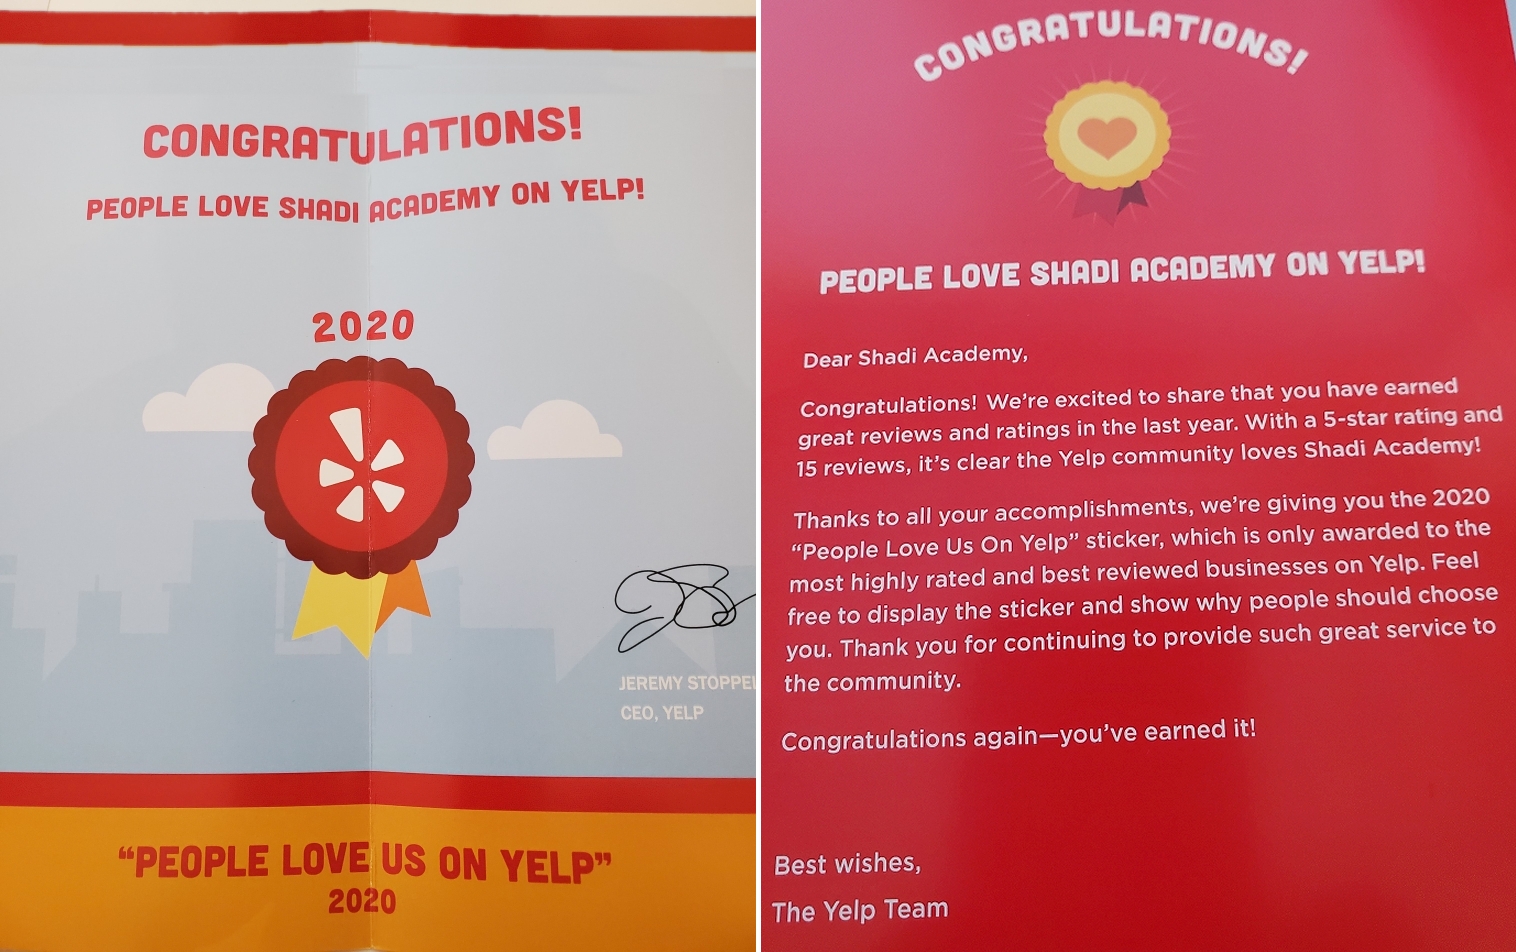 CONGRATULATIONS!
PEOPLE LOVE SHADI ACADEMY ON YELP!
2020
JEREMY STOPPEL
CEO, YELP
“PEOPLE LOVE US ON YELP”
2020
CONGRATULATIONS!
PEOPLE LOVE SHADI ACADEMY ON YELP!
Dear Shadi Academy,
Congratulations! We’re excited to share that you have earned
great reviews and ratings in the last year. With a 5-star rating and
15 reviews, it’s clear the Yelp community loves Shadi Academy!
Thanks to all your accomplishments, we’re giving you the 2020
“People Love Us On Yelp” sticker, which is only awarded to the
most highly rated and best reviewed businesses on Yelp. Feel
free to display the sticker and show why people should choose
you. Thank you for continuing to provide such great service to
the community.
Congratulations again—you’ve earned it!
Best wishes,
The Yelp Team